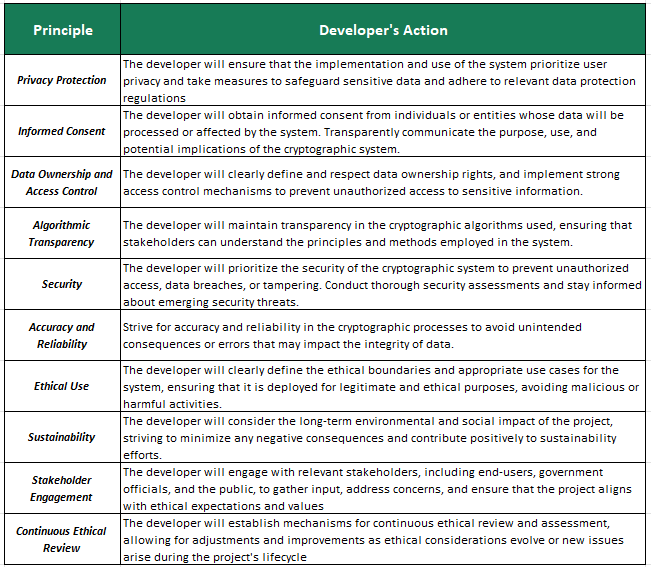 Principle
Developer's Action
Privacy Protection
The developer will ensure that the implementation and use of the system prioritize user
privacy and take measures to safeguard sensitive data and adhere to relevant data protection
regulations
Informed Consent
The developer will obtain informed consent from individuals or entities whose data will be
processed or affected by the system. Transparently communicate the purpose, use, and
potential implications of the cryptographic system.
Data Ownership and
Access Control
The developer will clearly define and respect data ownership rights, and implement strong
access control mechanisms to prevent unauthorized access to sensitive information.
Algorithmic
Transparency
The developer will maintain transparency in the cryptographic algorithms used, ensuring that
stakeholders can understand the principles and methods employed in the system.
Security
The developer will prioritize the security of the cryptographic system to prevent unauthorized
access, data breaches, or tampering. Conduct thorough security assessments and stay informed
about emerging security threats.
Accuracy and
Reliability
Strive for accuracy and reliability in the cryptographic processes to avoid unintended
consequences or errors that may impact the integrity of data.
Ethical Use
The developer will clearly define the ethical boundaries and appropriate use cases for the
system, ensuring that it is deployed for legitimate and ethical purposes, avoiding malicious or
harmful activities.
Sustainability
The developer will consider the long-term environmental and social impact of the project,
striving to minimize any negative consequences and contribute positively to sustainability
efforts.
Stakeholder
Engagement
The developer will engage with relevant stakeholders, including end-users, government
officials, and the public, to gather input, address concerns, and ensure that the project aligns
with ethical expectations and values
Continuous Ethical
Review
The developer will establish mechanisms for continuous ethical review and assessment,
allowing for adjustments and improvements as ethical considerations evolve or new issues
arise during the project's lifecycle